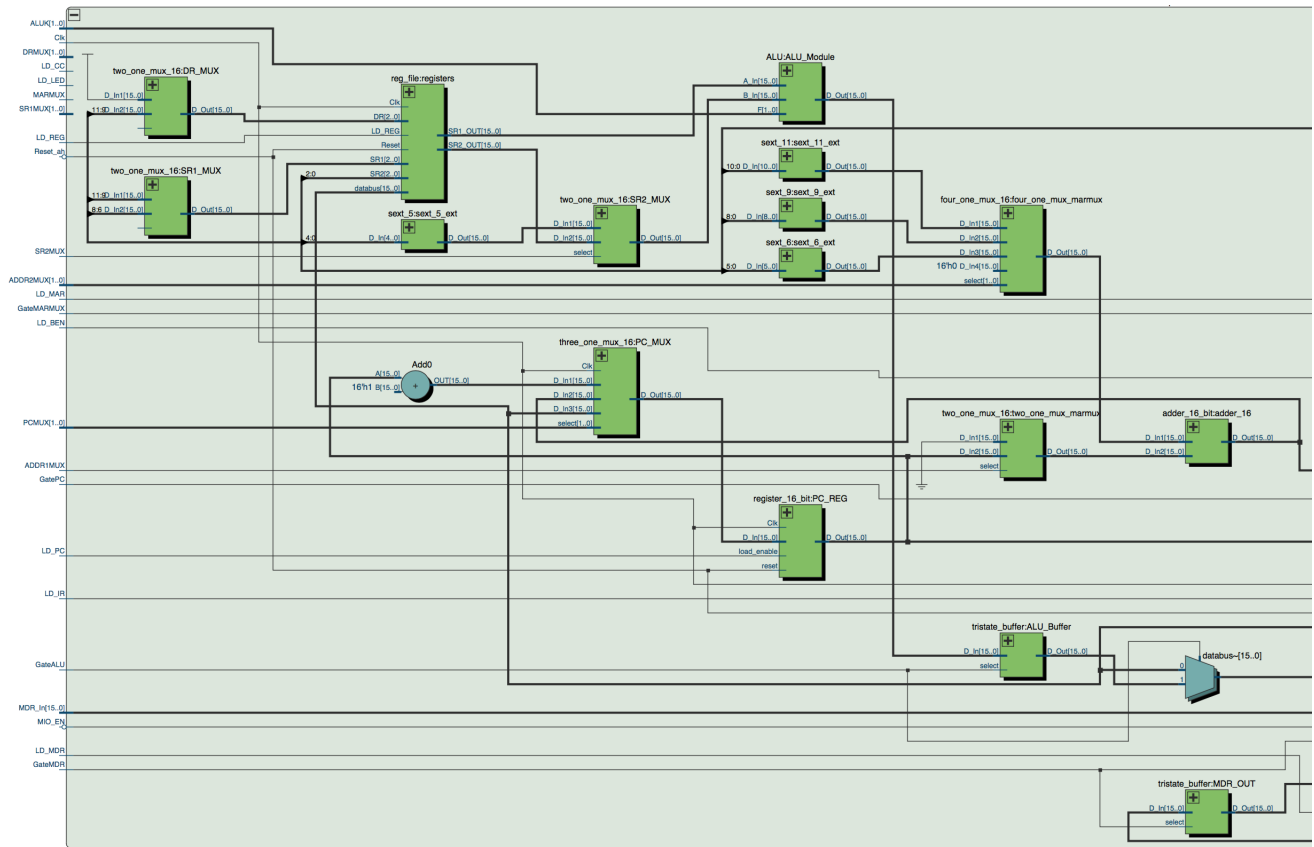 ALUK[1..0]
Clk
DRMUX[1..0]
LD_CC
LD_LED
MARMUX
SR1MUX[1..0]
LD_REG
Reset_ah
SR2MUX
ADDR2MUX[1..0]
LD_MAR
GateMARMUX
LD_BEN
PCMUX[1..0]
ADDR1MUX
GatePC
LD_PC
LD_IR
GateALU
MDR_In[15..0]
MIO_EN
LD_MDR
GateMDR
two_one_mux_16:DR_MUX
D_In1[15..0]
11:9 D_In2[15..0] D_Out[15..0]
two_one_mux_16:SR1_MUX
11:9 D_In1[15..0]
8:6 D_In2[15..0] D_Out[15..0]
reg_file:registers
Clk
DR[2..0]
LD_REG SR1_OUT[15..0]
Reset SR2_OUT[15..0]
SR1[2..0]
2:0 SR2[2..0]
databus[15..0]
sext_5:sext_5_ext
4:0 D_In[4..0] D_Out[15..0]
two_one_mux_16:SR2_MUX
D_In1[15..0]
D_In2[15..0] D_Out[15..0]
select
ALU:ALU_Module
A_In[15..0]
B_In[15..0] D_Out[15..0]
F[1..0]
sext_11:sext_11_ext
10:0 D_In[10..0] D_Out[15..0]
sext_9:sext_9_ext
8:0 D_In[8..0] D_Out[15..0]
sext_6:sext_6_ext
5:0 D_In[5..0] D_Out[15..0]
four_one_mux_16:four_one_mux_marmux
D_In1[15..0]
D_In2[15..0]
D_In3[15..0] D_Out[15..0]
16'h0 D_In4[15..0]
select[1..0]
Add0
A[15..0]
16'h1 B[15..0] OUT[15..0]
three_one_mux_16:PC_MUX
Clk
D_In1[15..0]
D_In2[15..0] D_Out[15..0]
D_In3[15..0]
select[1..0]
two_one_mux_16:two_one_mux_marmux
D_In1[15..0]
D_In2[15..0] D_Out[15..0]
select
adder_16_bit:adder_16
D_In1[15..0] D_Out[15..0]
D_In2[15..0]
register_16_bit:PC_REG
Clk
D_In[15..0] D_Out[15..0]
load_enable
reset
tristate_buffer:ALU_Buffer
D_In[15..0] D_Out[15..0]
select
databus~[15..0]
0
1
tristate_buffer:MDR_OUT
D_In[15..0] D_Out[15..0]
select